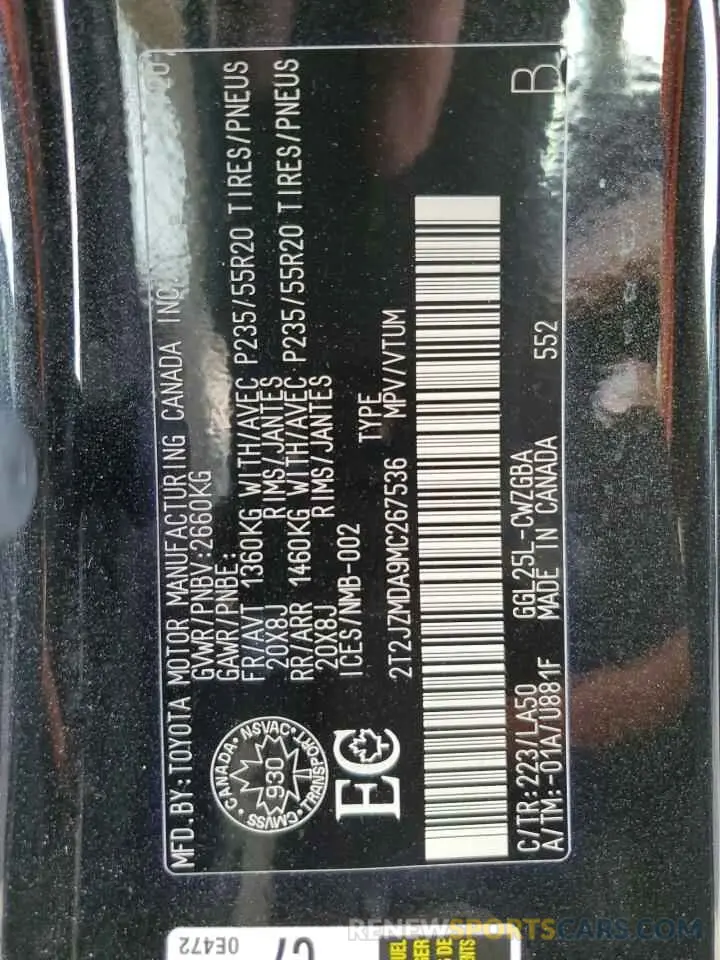 MFD.BY:TOYOTA MOTOR MANUFACTURING CANADA INC.
GVWR/PNBV:2660KG
GAWR/PNBE:
FR/AVT 1360KG WITH/AVEC P235/55R20 TIRES/PNEUS
20X8J RIMS/JANTES
RR/ARR 1460KG WITH/AVEC P235/55R20 TIRES/PNEUS
20X8J RIMS/JANTES
ICES/NMB-002
TYPE
2T2JZMDA9MC267536 MPV/VTUM
CANADA • NSVAC • TRANSPORT • CMVSS
930
EC
C/TR:223/LA50 GGL25L-CWZGBA
A/TM:-01A/U881F MADE IN CANADA 552
B
0E472
RENEWSPORTSCARS.COM